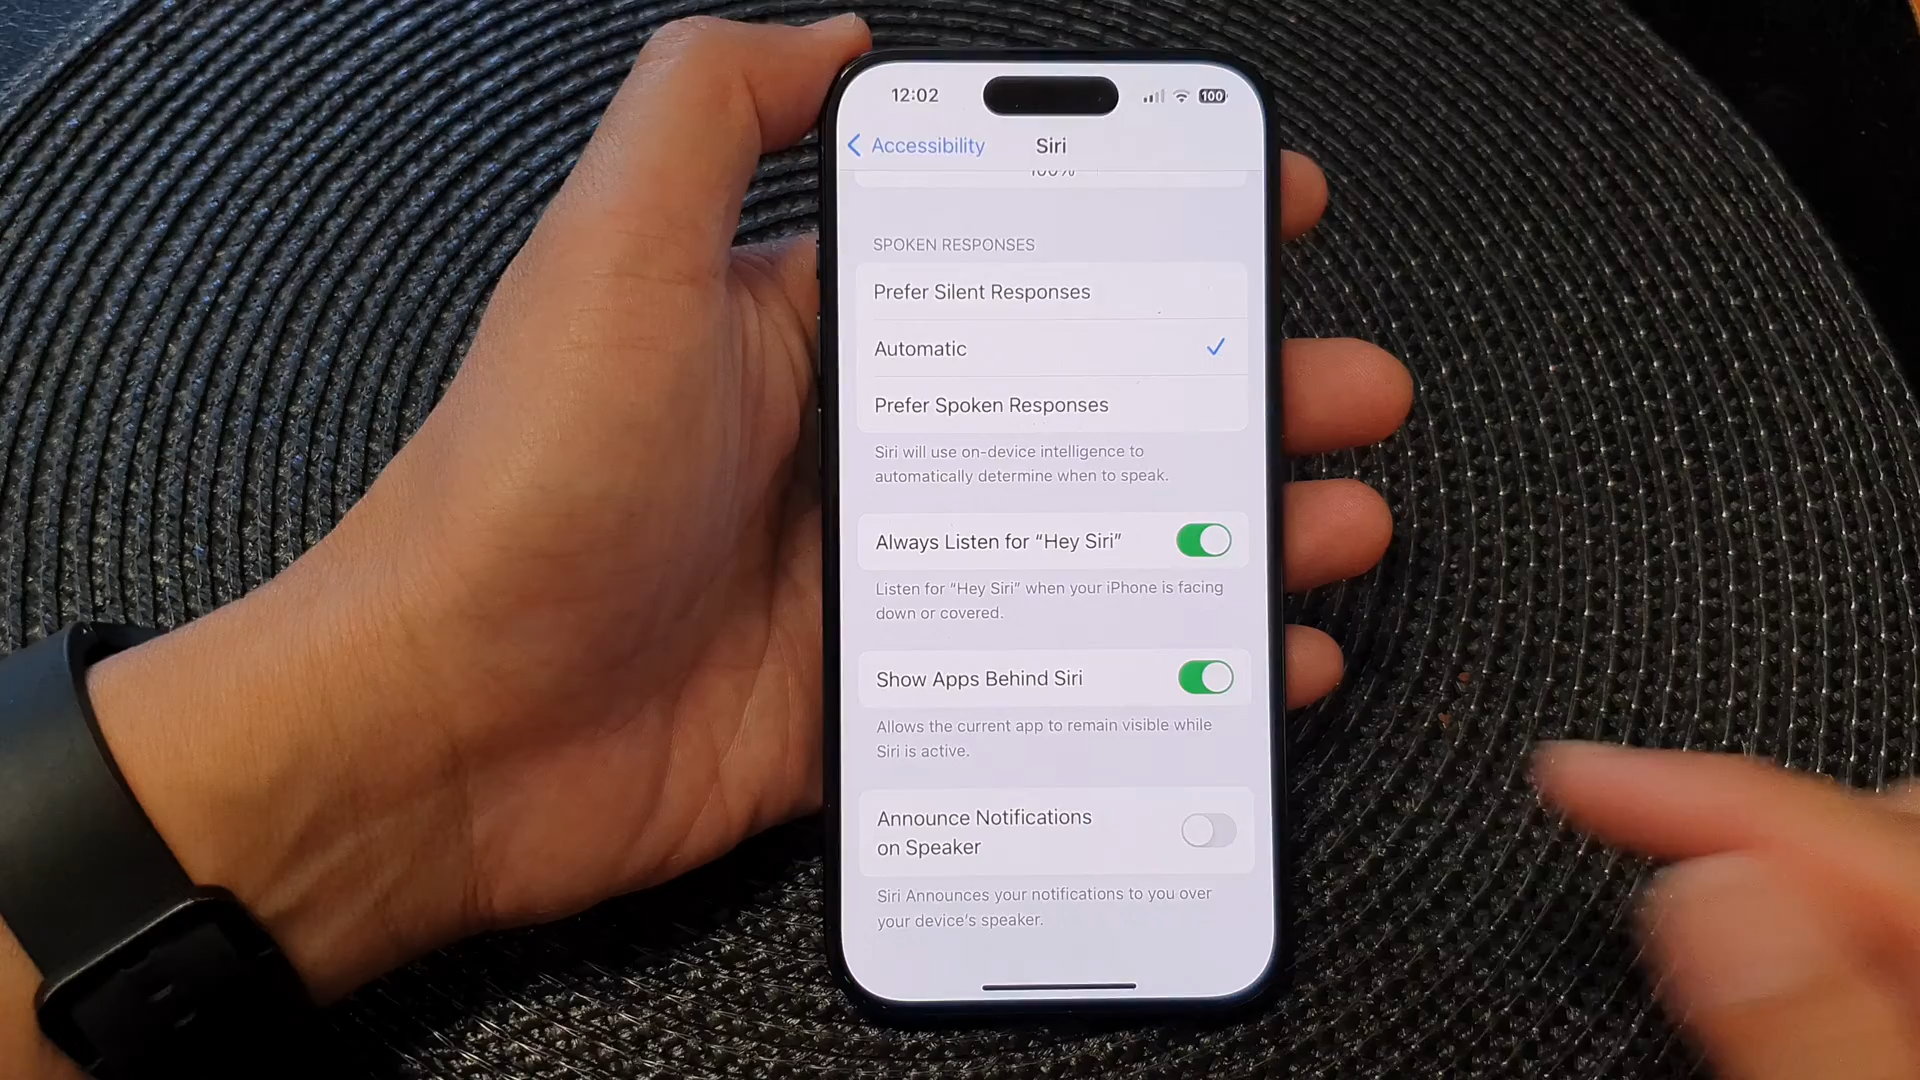 12:02
100
Accessibility
Siri
100%
SPOKEN RESPONSES
Prefer Silent Responses
Automatic
Prefer Spoken Responses
Siri will use on-device intelligence to
automatically determine when to speak.
Always Listen for “Hey Siri”
Listen for “Hey Siri” when your iPhone is facing
down or covered.
Show Apps Behind Siri
Allows the current app to remain visible while
Siri is active.
Announce Notifications
on Speaker
Siri Announces your notifications to you over
your device's speaker.